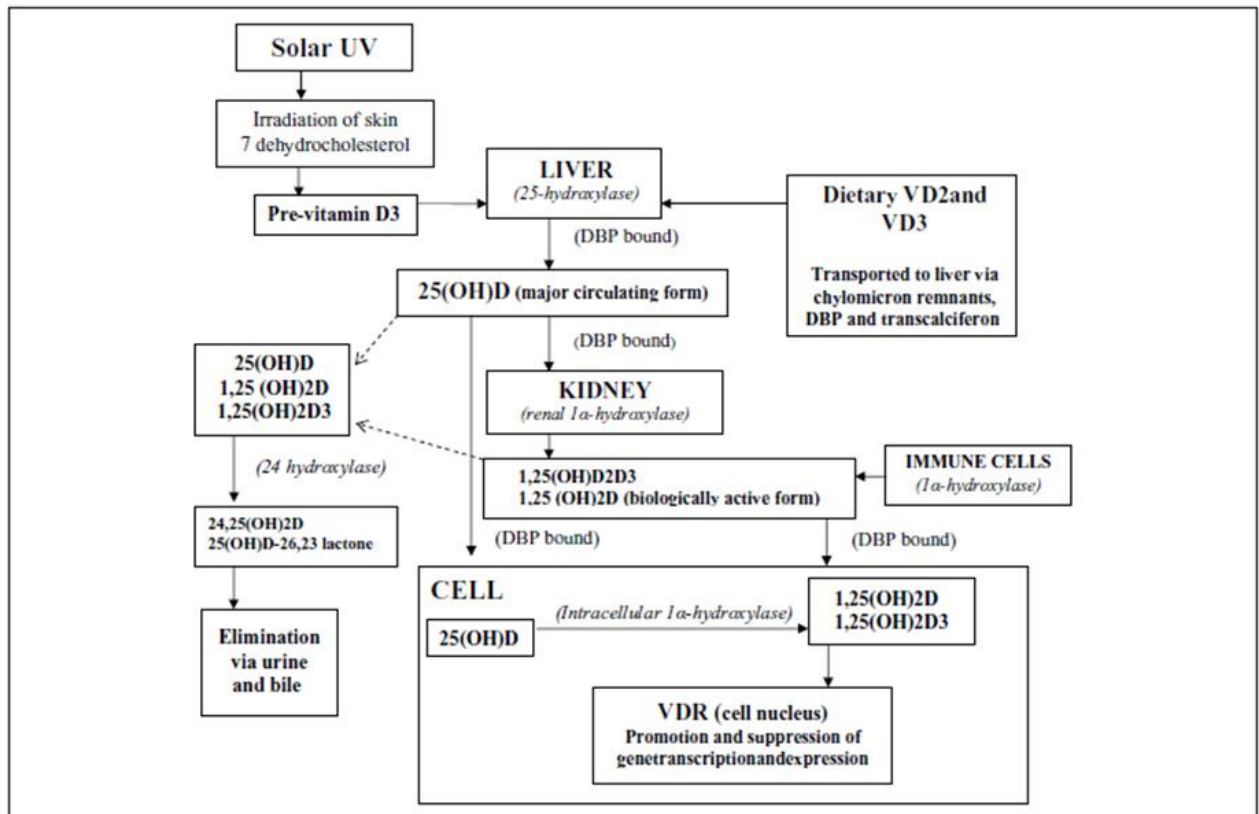 Solar UV
Irradiation of skin
7 dehydrocholesterol
Pre-vitamin D3
LIVER
(25-hydroxylase)
Dietary VD2and
VD3
Transported to liver via
chylomicron remnants,
DBP and transcalciferon
(DBP bound)
25(OH)D (major circulating form)
(DBP bound)
25(OH)D
1,25 (OH)2D
1,25(OH)2D3
KIDNEY
(renal 1α-hydroxylase)
(24 hydroxylase)
1,25(OH)D2D3
1,25 (OH)2D (biologically active form)
IMMUNE CELLS
(1α-hydroxylase)
24,25(OH)2D
25(OH)D-26,23 lactone
(DBP bound)
(DBP bound)
Elimination
via urine
and bile
CELL
25(OH)D
(Intracellular 1α-hydroxylase)
1,25(OH)2D
1,25(OH)2D3
VDR (cell nucleus)
Promotion and suppression of
genetranscriptionandexpression